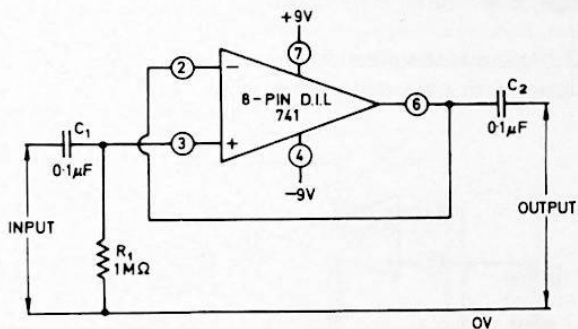 +9V
7
2
−
8-PIN D.I.L
741
6
C2
0·1µF
C1
0·1µF
3
+
4
−9V
INPUT
R1
1MΩ
OUTPUT
0V